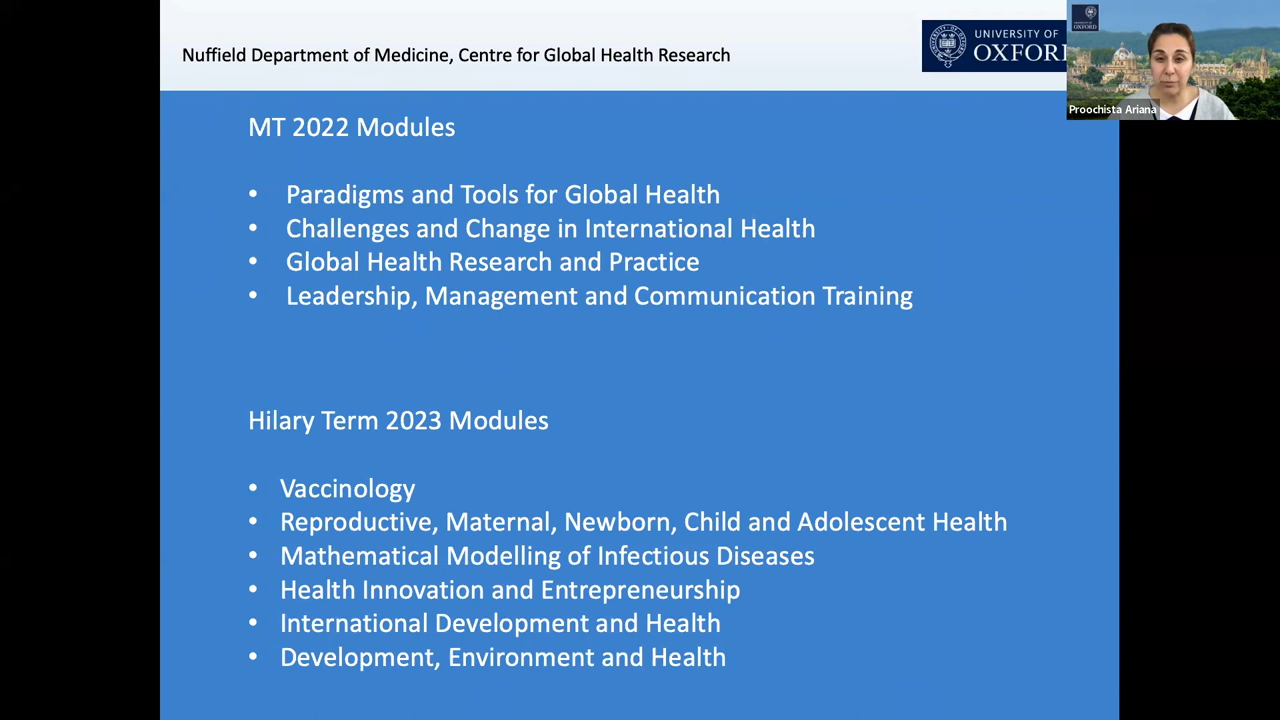 Nuffield Department of Medicine, Centre for Global Health Research
UNIVERSITY OF
OXFORD
OXFORD
Proochista Ariana
MT 2022 Modules
• Paradigms and Tools for Global Health
• Challenges and Change in International Health
• Global Health Research and Practice
• Leadership, Management and Communication Training
Hilary Term 2023 Modules
• Vaccinology
• Reproductive, Maternal, Newborn, Child and Adolescent Health
• Mathematical Modelling of Infectious Diseases
• Health Innovation and Entrepreneurship
• International Development and Health
• Development, Environment and Health